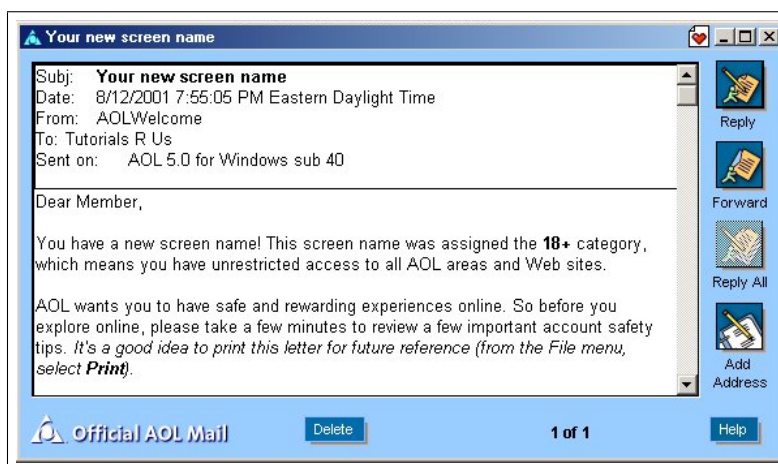 Your new screen name
Subj: Your new screen name
Date: 8/12/2001 7:55:05 PM Eastern Daylight Time
From: AOLWelcome
To: Tutorials R Us
Sent on: AOL 5.0 for Windows sub 40
Dear Member,
You have a new screen name! This screen name was assigned the 18+ category,
which means you have unrestricted access to all AOL areas and Web sites.
AOL wants you to have safe and rewarding experiences online. So before you
explore online, please take a few minutes to review a few important account safety
tips. It's a good idea to print this letter for future reference (from the File menu,
select Print).
Reply
Forward
Reply All
Add
Address
Official AOL Mail
Delete
1 of 1
Help